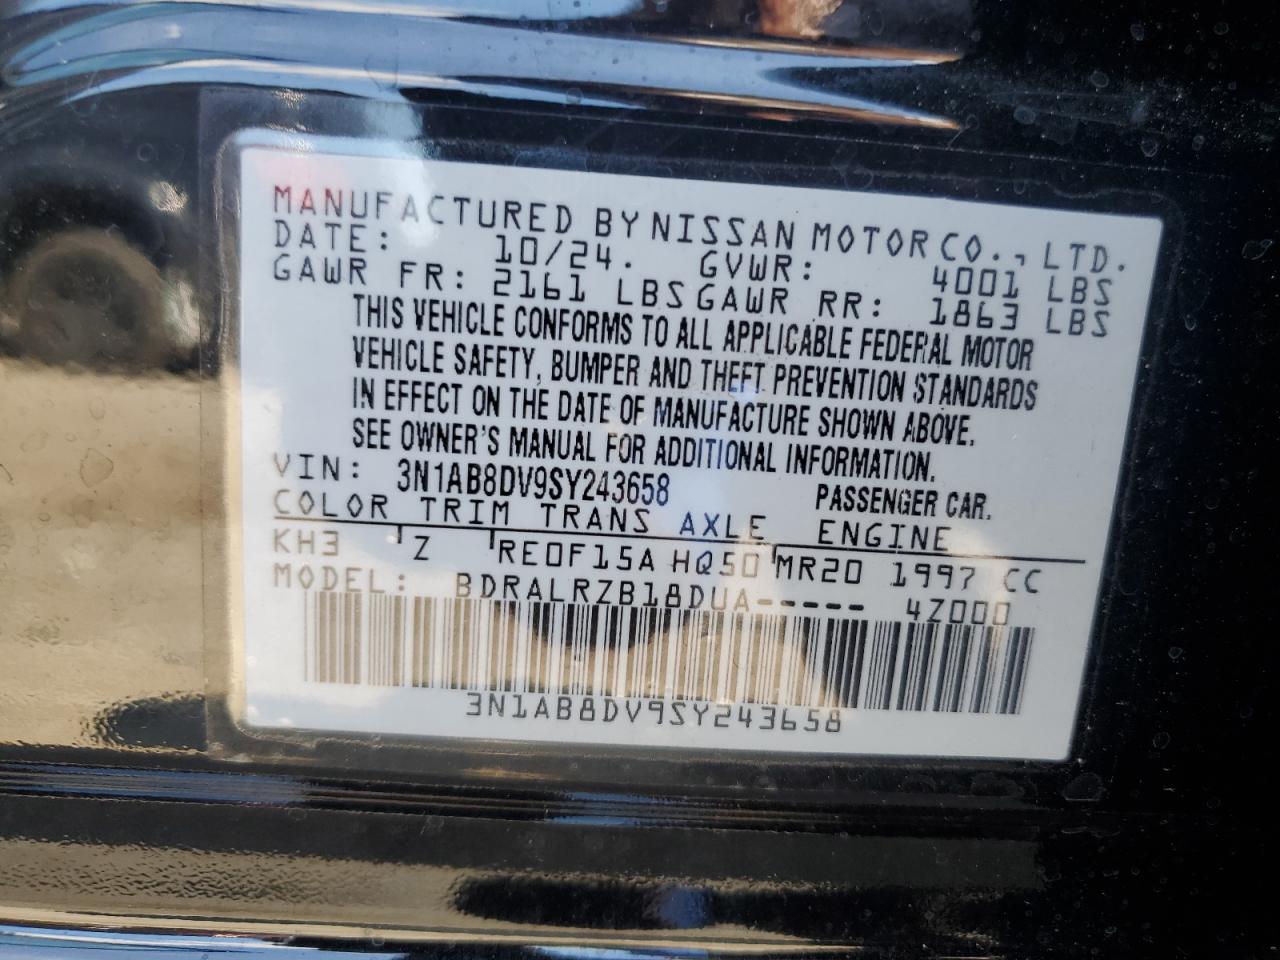 MANUFACTURED BY NISSAN MOTOR CO., LTD.
DATE: 10/24. GVWR: 4001 LBS
GAWR FR: 2161 LBS GAWR RR: 1863 LBS
THIS VEHICLE CONFORMS TO ALL APPLICABLE FEDERAL MOTOR
VEHICLE SAFETY, BUMPER AND THEFT PREVENTION STANDARDS
IN EFFECT ON THE DATE OF MANUFACTURE SHOWN ABOVE.
SEE OWNER'S MANUAL FOR ADDITIONAL INFORMATION.
VIN: 3N1AB8DV9SY243658 PASSENGER CAR.
COLOR TRIM TRANS AXLE ENGINE
KH3 Z RE0F15A HQ50 MR20 1997 CC
MODEL: BDRALRZB18DUA----- 4Z000
3N1AB8DV9SY243658